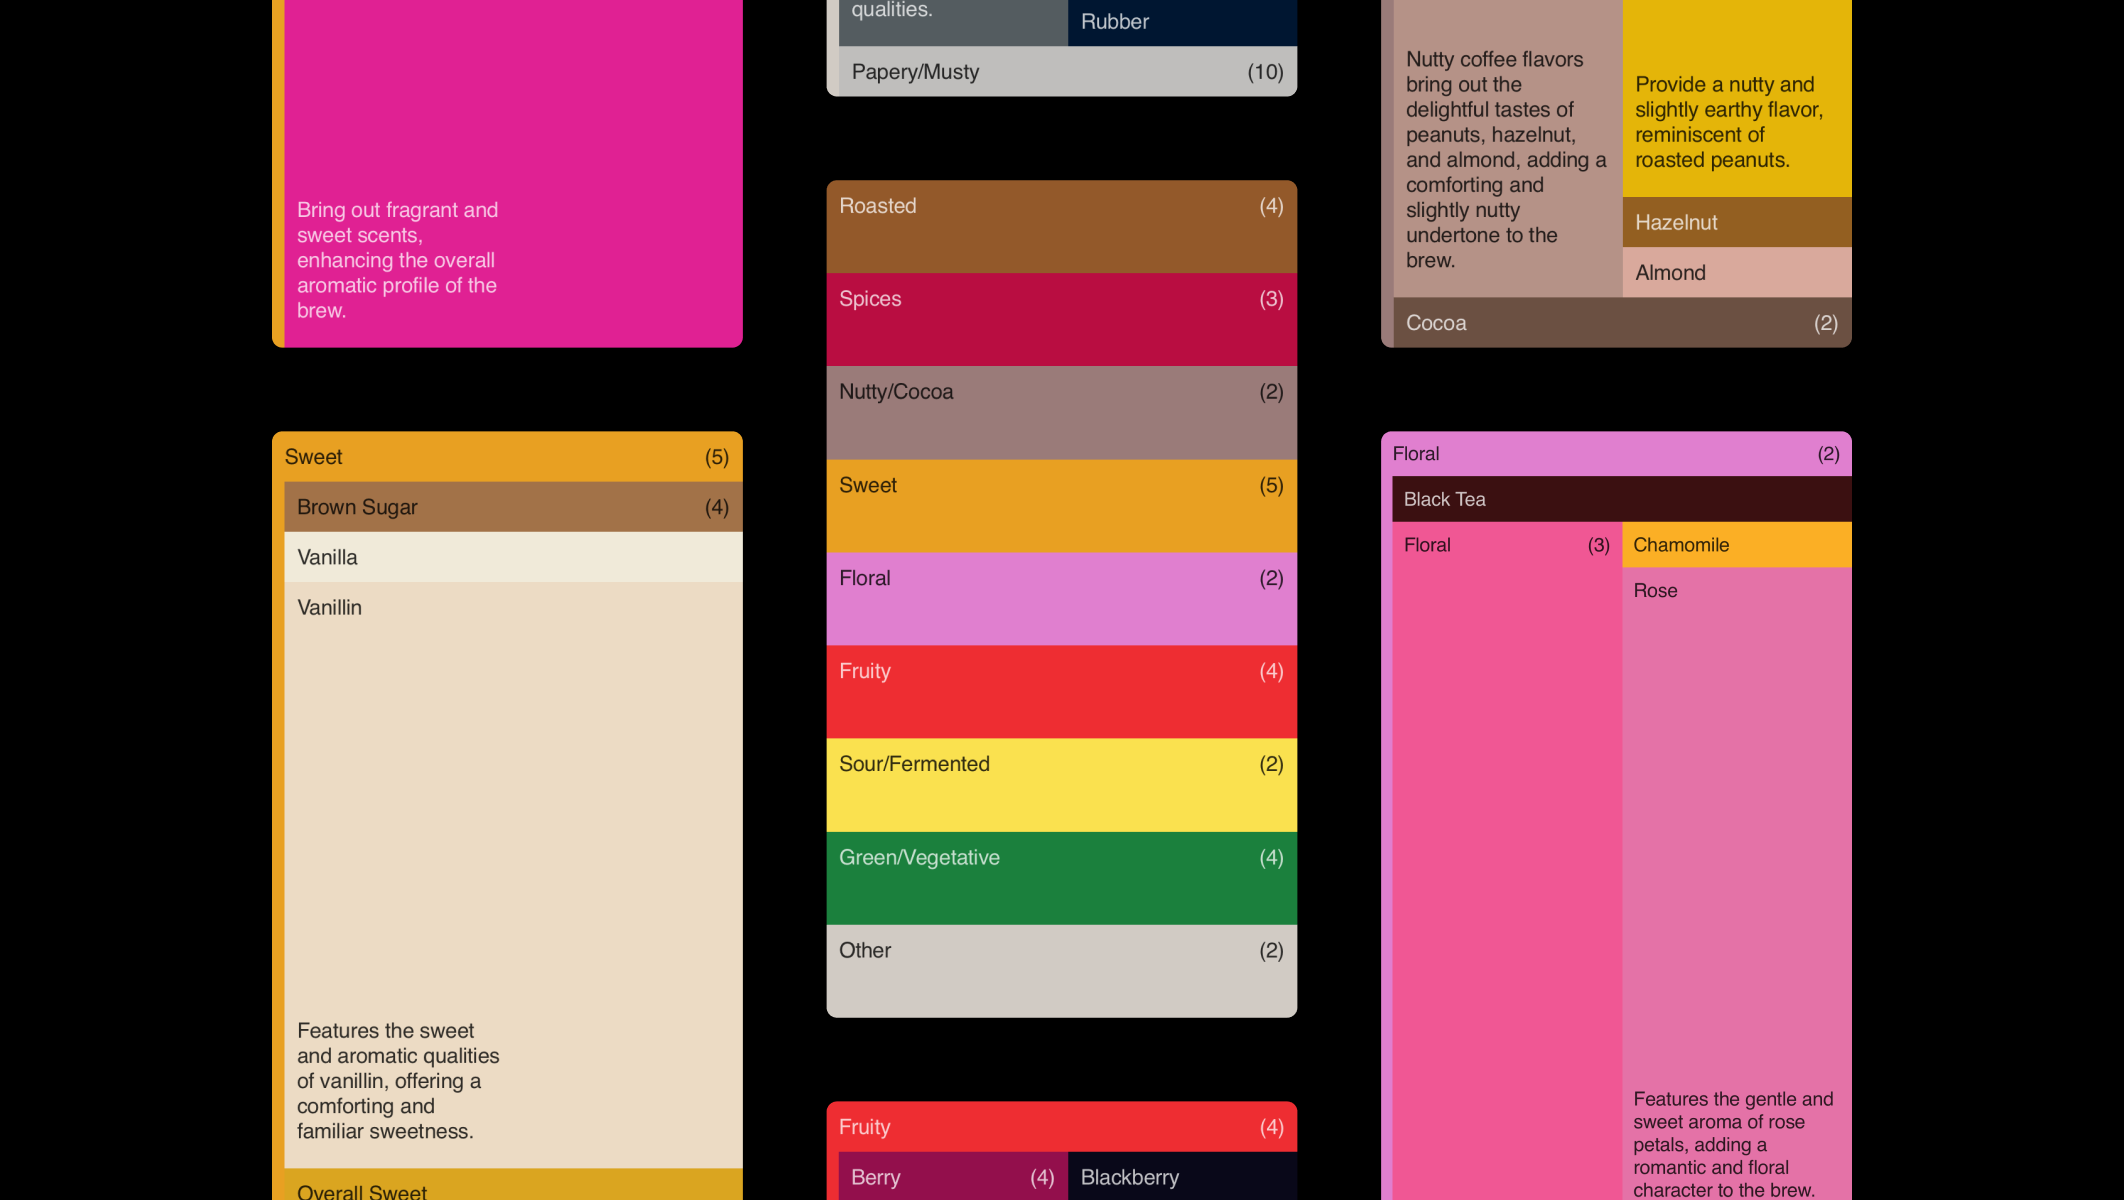 Bring out fragrant and
sweet scents,
enhancing the overall
aromatic profile of the
brew.
Sweet (5)
Brown Sugar (4)
Vanilla
Vanillin
Features the sweet
and aromatic qualities
of vanillin, offering a
comforting and
familiar sweetness.
Overall Sweet
qualities.
Rubber
Papery/Musty (10)
Roasted (4)
Spices (3)
Nutty/Cocoa (2)
Sweet (5)
Floral (2)
Fruity (4)
Sour/Fermented (2)
Green/Vegetative (4)
Other (2)
Fruity (4)
Berry (4)
Blackberry
Nutty coffee flavors
bring out the
delightful tastes of
peanuts, hazelnut,
and almond, adding a
comforting and
slightly nutty
undertone to the
brew.
Provide a nutty and
slightly earthy flavor,
reminiscent of
roasted peanuts.
Hazelnut
Almond
Cocoa (2)
Floral (2)
Black Tea
Floral (3)
Chamomile
Rose
Features the gentle and
sweet aroma of rose
petals, adding a
romantic and floral
character to the brew.